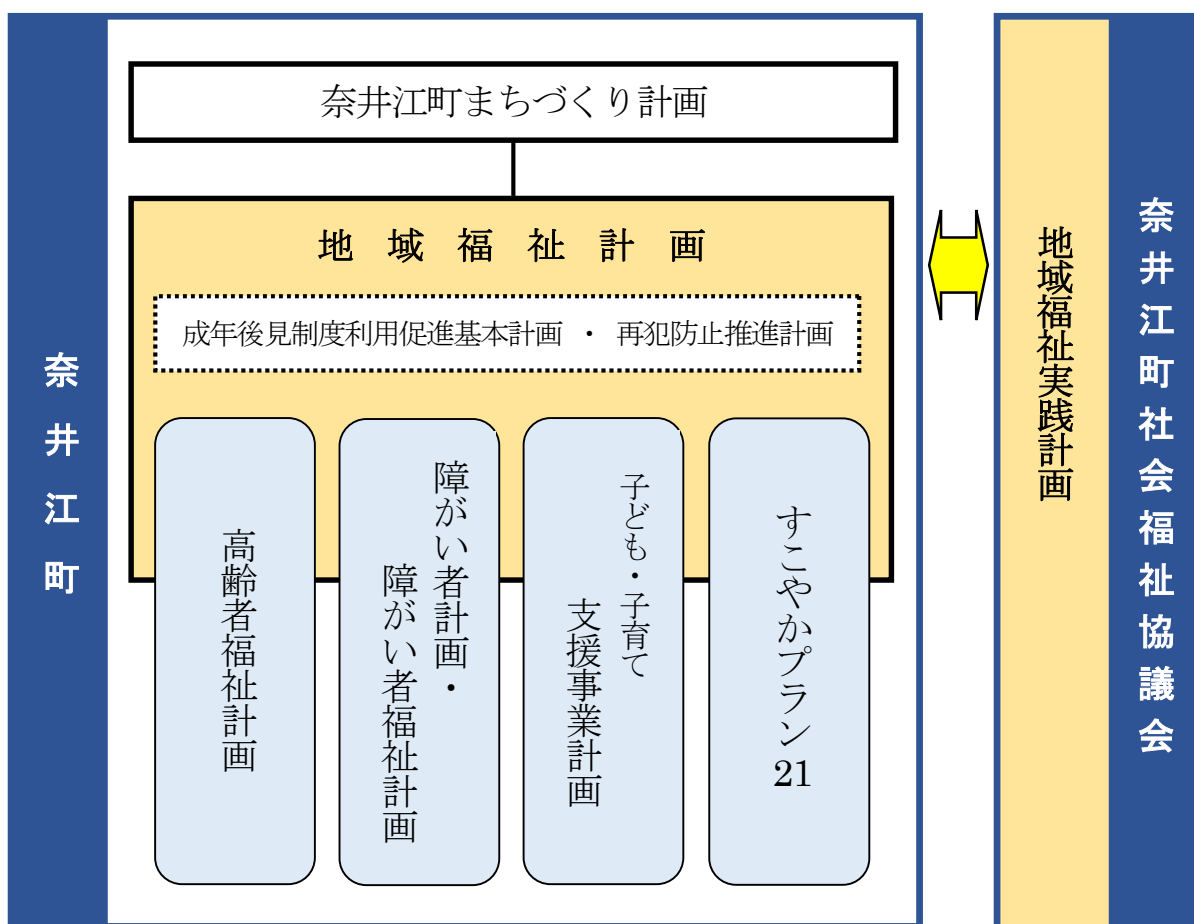 奈井江町まちづくり計画
地域福祉計画
成年後見制度利用促進基本計画 ・ 再犯防止推進計画
奈井江町
高齢者福祉計画
障がい者計画・
障がい者福祉計画
子ども・子育て
支援事業計画
すこやかプラン21
地域福祉実践計画
奈井江町社会福祉協議会